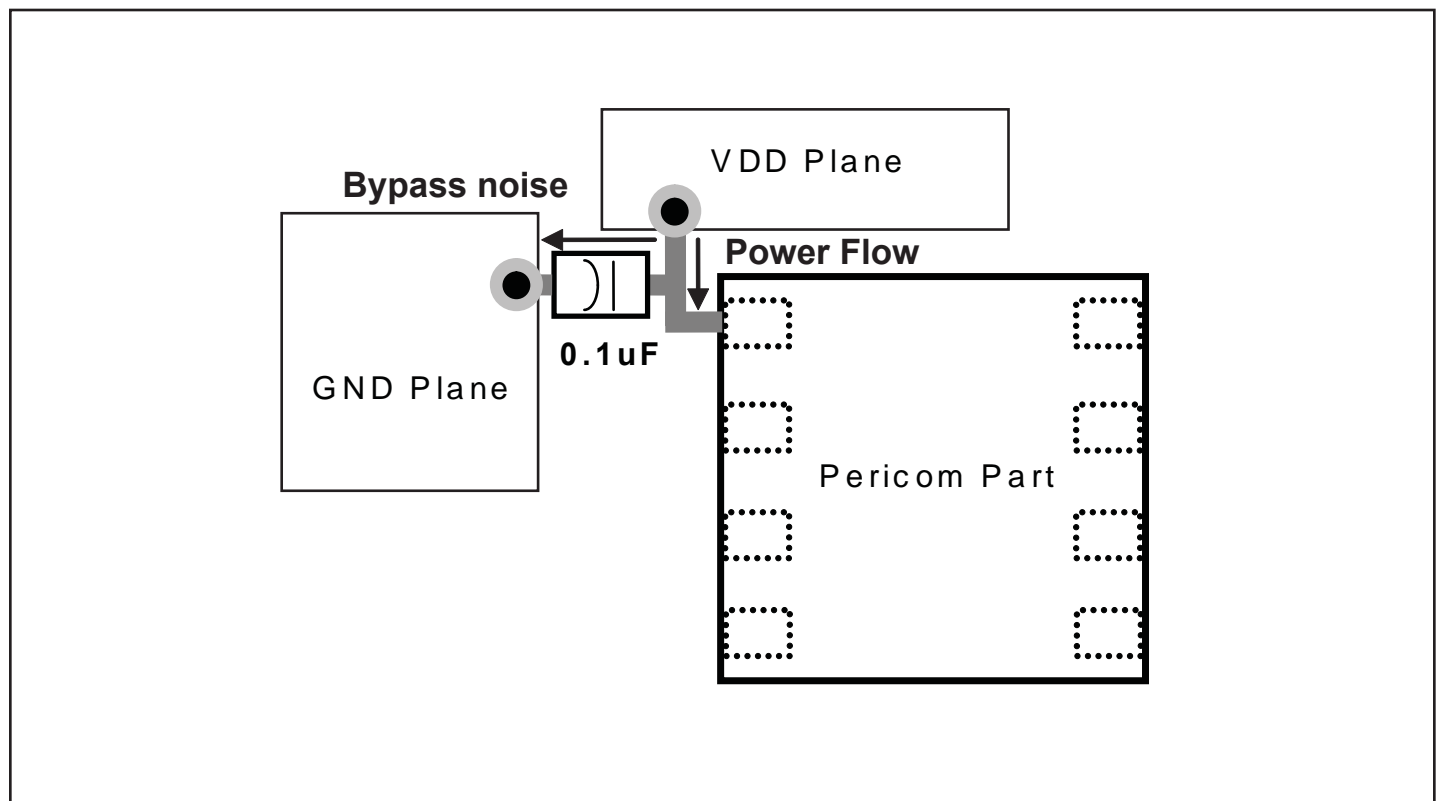 VDD Plane
Bypass noise
Power Flow
0.1uF
GND Plane
Pericom Part